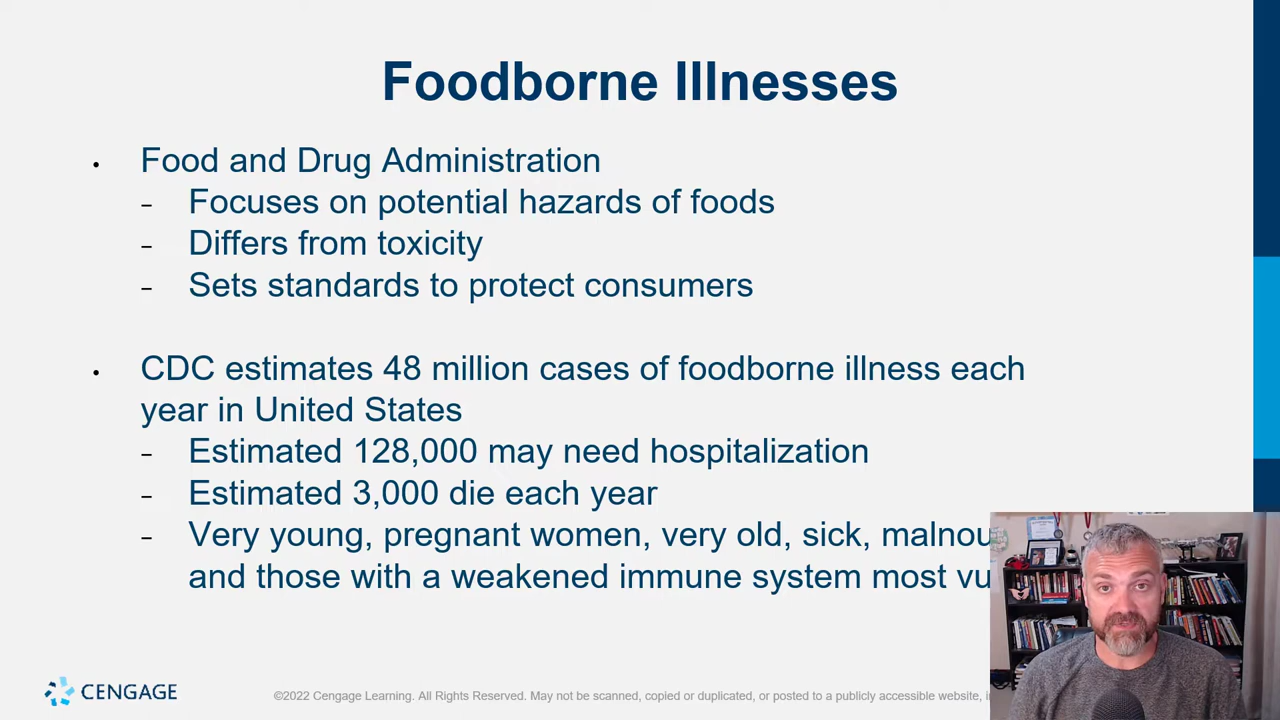 Foodborne Illnesses
• Food and Drug Administration
– Focuses on potential hazards of foods
– Differs from toxicity
– Sets standards to protect consumers
• CDC estimates 48 million cases of foodborne illness each
year in United States
– Estimated 128,000 may need hospitalization
– Estimated 3,000 die each year
– Very young, pregnant women, very old, sick,
and those with a weakened immune system most
CENGAGE
©2022 Cengage Learning. All Rights Reserved. May not be scanned, copied or duplicated, or posted to a publicly accessible website,